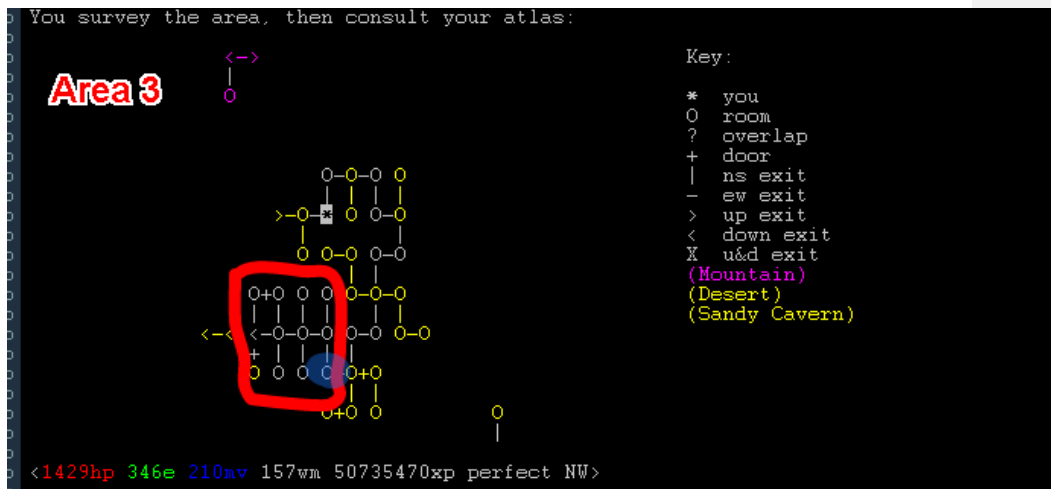 You survey the area, then consult your atlas:
<-> Key:
|
Area 3 O * you
O room
? overlap
+ door
O-O-O O | ns exit
| | | | - ew exit
>-O-* O O-O > up exit
| | < down exit
O O-O O-O X u&d exit
| | (Mountain)
O+O O O O-O-O (Desert)
| | | | | | (Sandy Cavern)
<-< <-O-O-O O-O O-O
+ | | | |
O O O O O+O
| |
O+O O O
|
<1429hp 346e 210mv 157wm 50735470xp perfect NW>